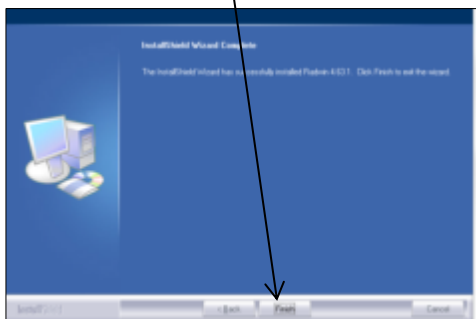 InstallShield Wizard Complete
The InstallShield Wizard has successfully installed 4.63.1. Click Finish to exit the wizard.
InstallShield
< Back
Finish
Cancel